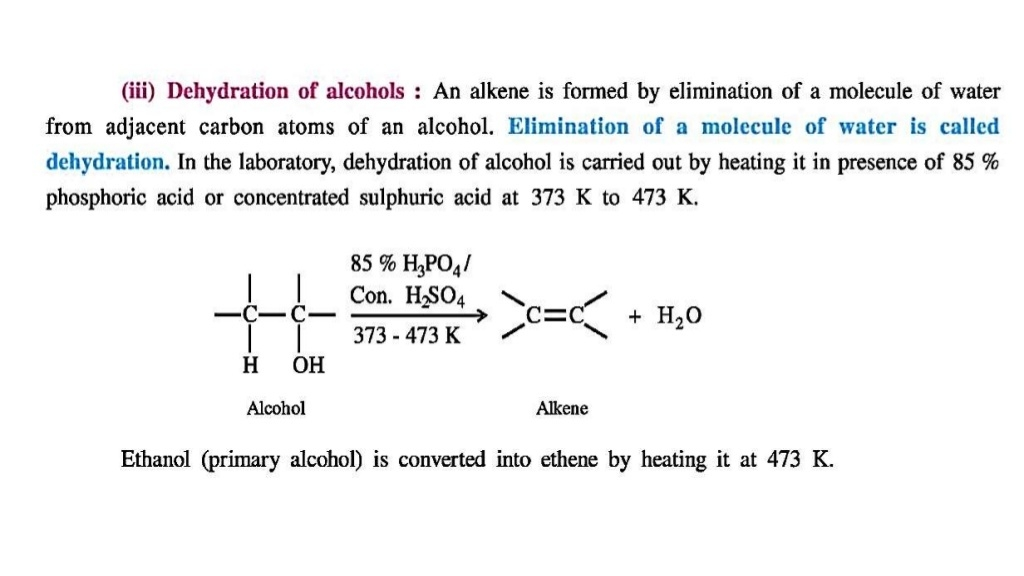 (iii) Dehydration of alcohols : An alkene is formed by elimination of a molecule of water
from adjacent carbon atoms of an alcohol. Elimination of a molecule of water is called
dehydration. In the laboratory, dehydration of alcohol is carried out by heating it in presence of 85 %
phosphoric acid or concentrated sulphuric acid at 373 K to 473 K.
85 % H₃PO₄/
Con. H₂SO₄
373 - 473 K
—C—C—
H OH
C=C + H₂O
Alcohol
Alkene
Ethanol (primary alcohol) is converted into ethene by heating it at 473 K.